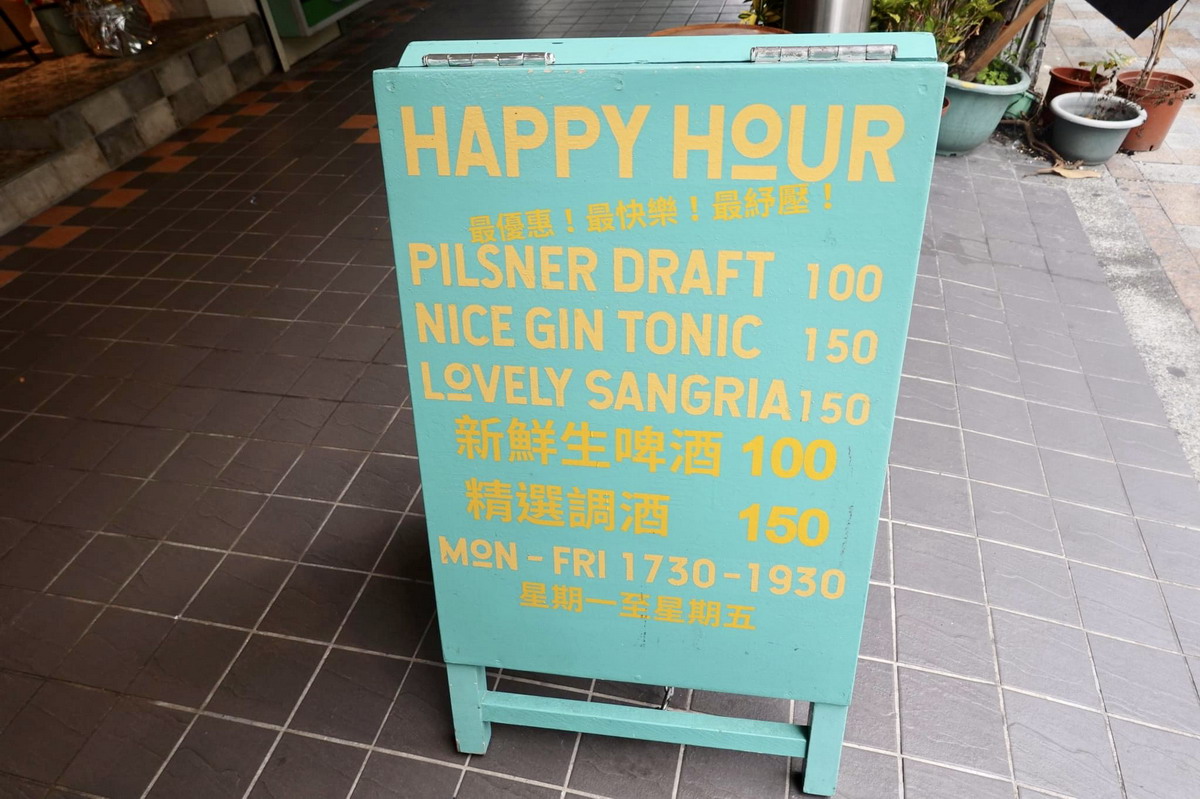 HAPPY HOUR
最優惠！最快樂！最紓壓！
PILSNER DRAFT 100
NICE GIN TONIC 150
LOVELY SANGRIA 150
新鮮生啤酒 100
精選調酒 150
MON - FRI 1730 - 1930
星期一至星期五